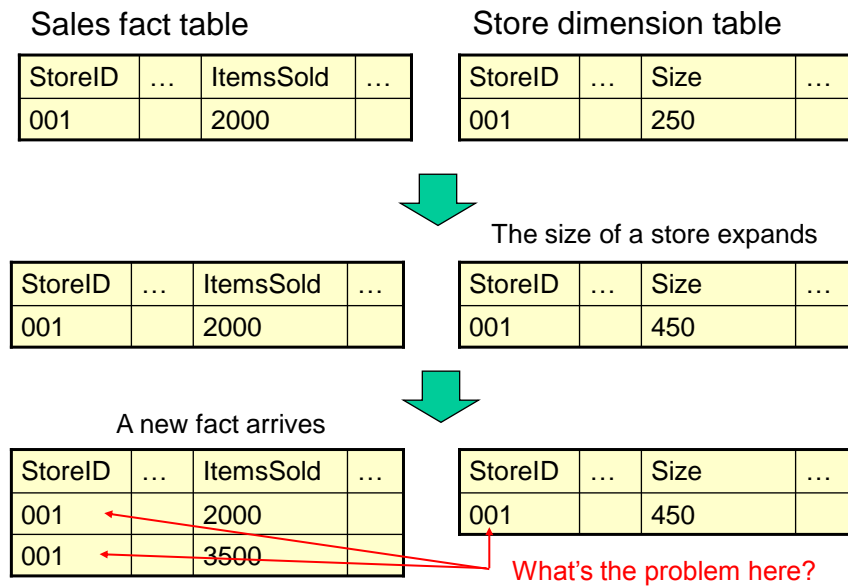 Sales fact table
Store dimension table
StoreID … ItemsSold …
001 2000
StoreID … Size …
001 250
The size of a store expands
StoreID … ItemsSold …
001 2000
StoreID … Size …
001 450
A new fact arrives
StoreID … ItemsSold …
001 2000
001 3500
StoreID … Size …
001 450
What's the problem here?